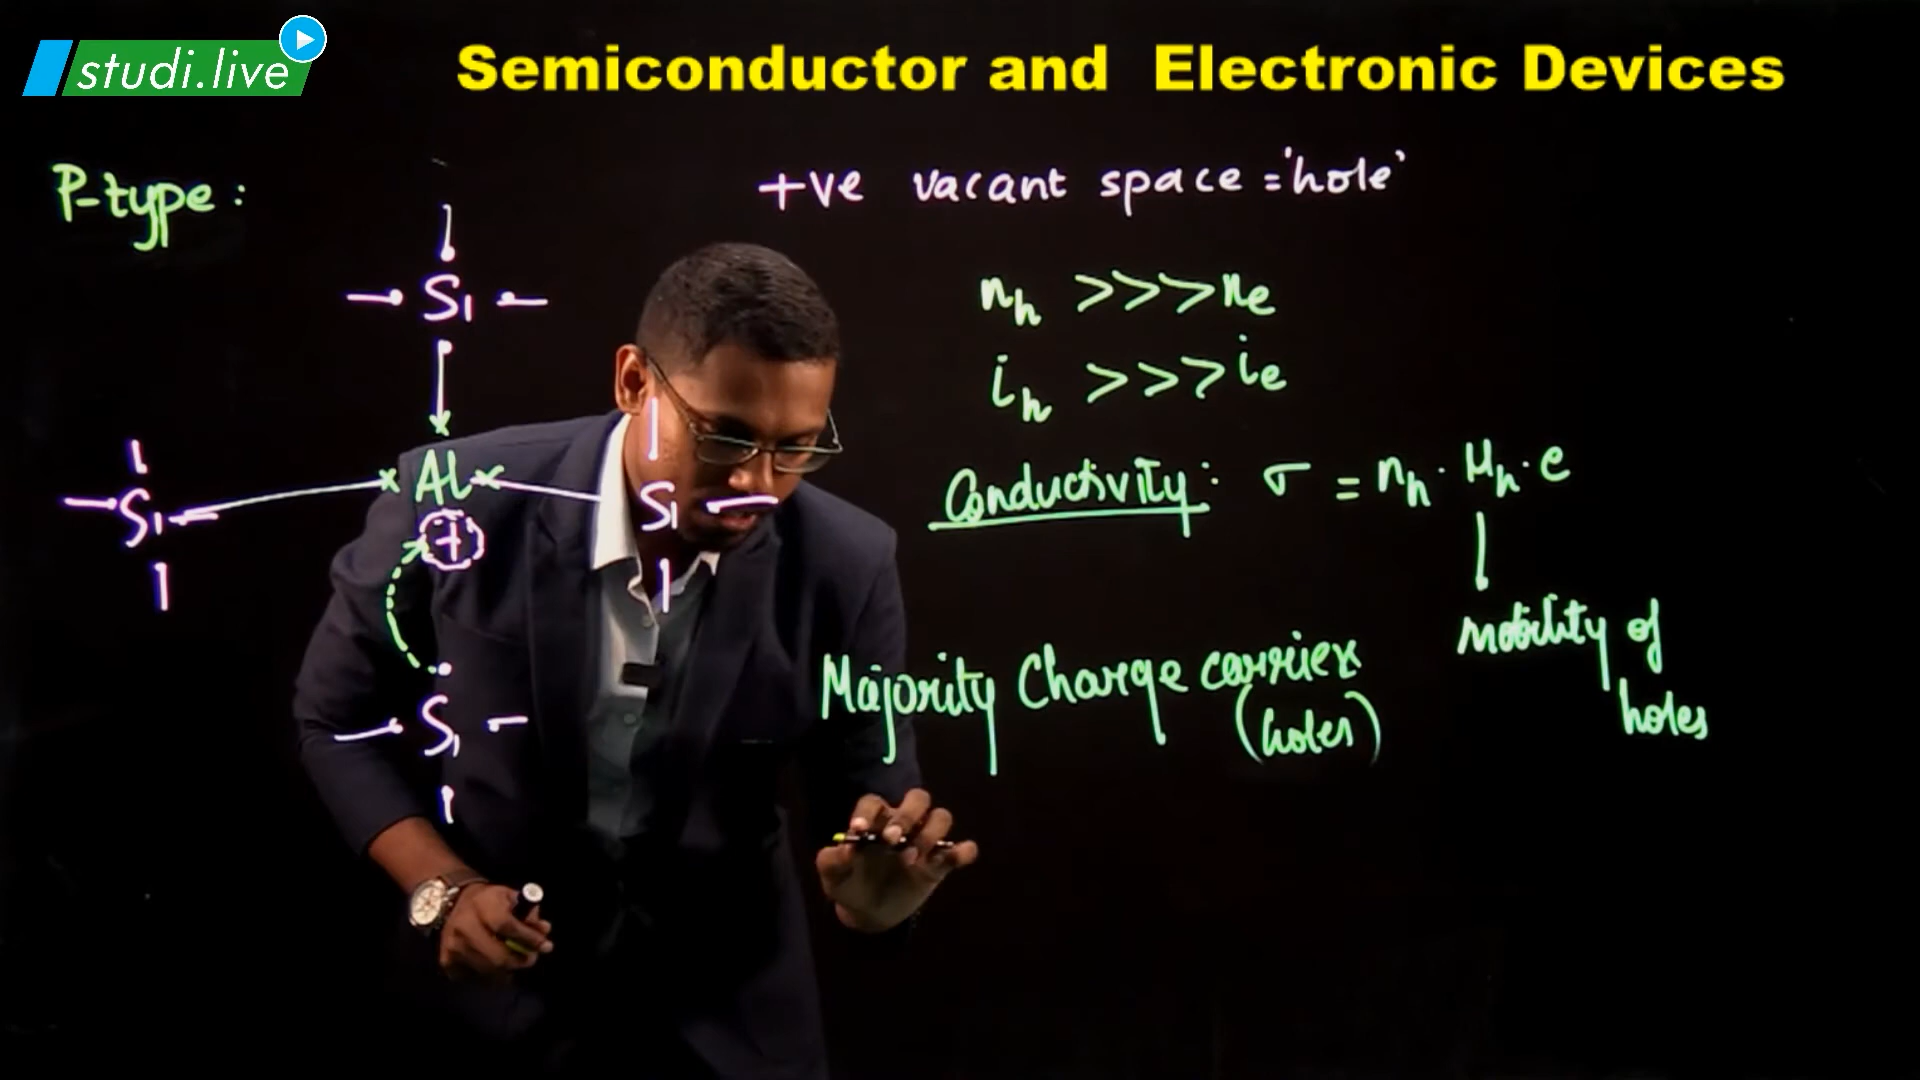 studi.live
Semiconductor and Electronic Devices
P-type:
+ve vacant space = 'hole'
Si
nh >>> ne
ih >>> ie
Al
Si
Si
+
Conductivity: σ = nh · μh · e
mobility of
holes
Majority Charge carrier
(holes)
Si